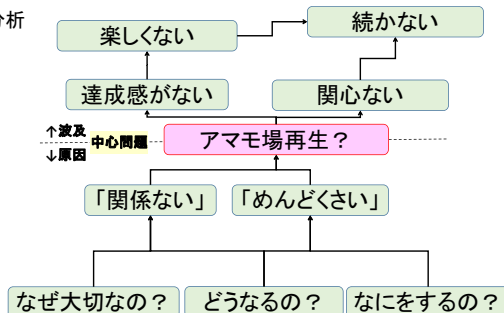 分析
楽しくない
続かない
達成感がない
関心ない
↑波及
中心問題
↓原因
アマモ場再生？
「関係ない」
「めんどくさい」
なぜ大切なの？
どうなるの？
なにをするの？